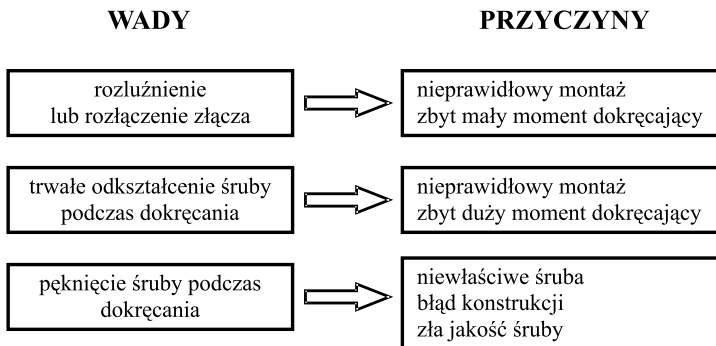 WADY
PRZYCZYNY
rozluźnienie
lub rozłączenie złącza
nieprawidłowy montaż
zbyt mały moment dokręcający
trwałe odkształcenie śruby
podczas dokręcania
nieprawidłowy montaż
zbyt duży moment dokręcający
pęknięcie śruby podczas
dokręcania
niewłaściwe śruba
błąd konstrukcji
zła jakość śruby